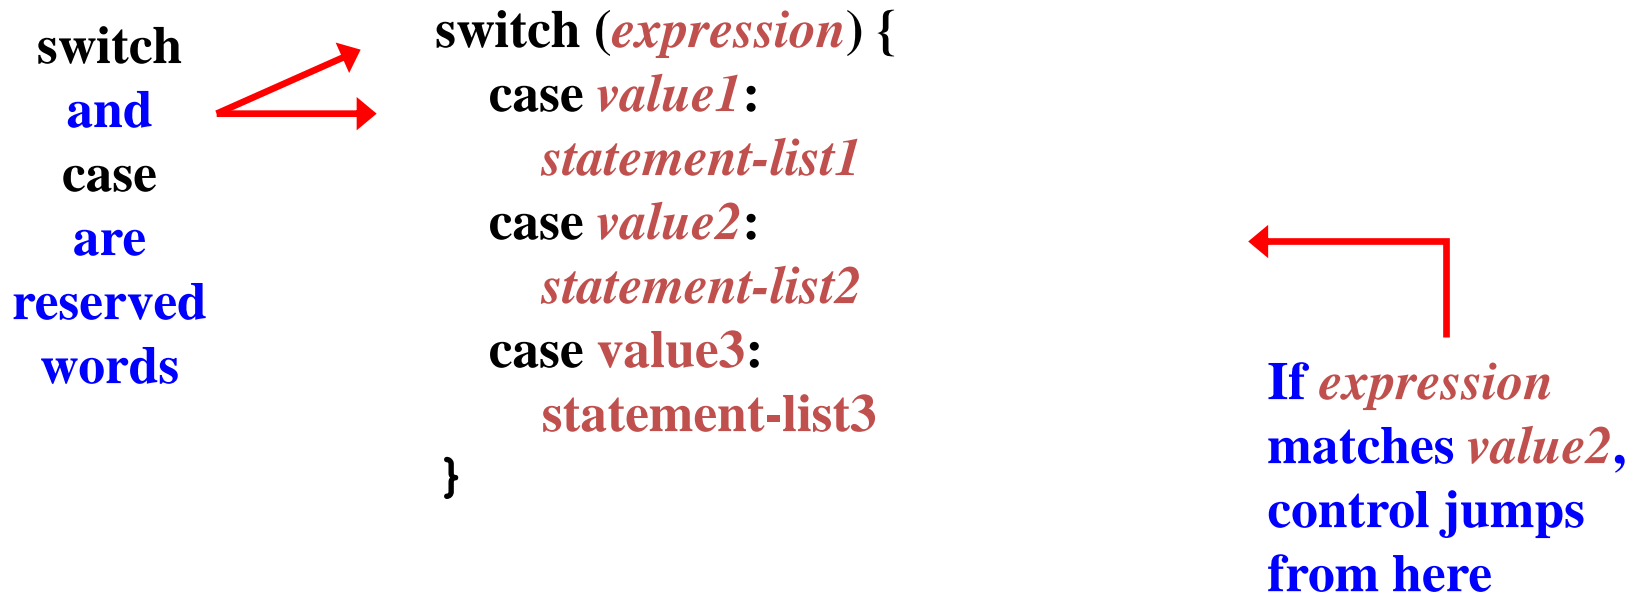 switch
and
case
are
reserved
words
switch (expression) {
case value1:
statement-list1
case value2:
statement-list2
case value3:
statement-list3
}
If expression
matches value2,
control jumps
from here